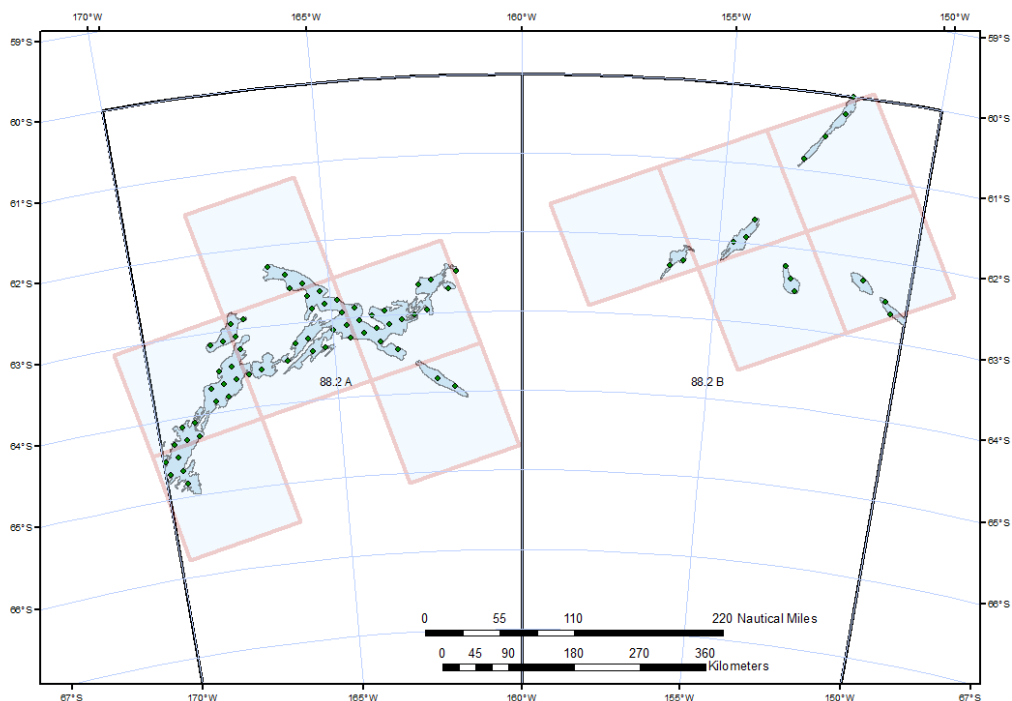 170°W 165°W 160°W 155°W 150°W
59°S 59°S
60°S 60°S
61°S 61°S
62°S 62°S
63°S 63°S
88.2 A 88.2 B
64°S 64°S
65°S 65°S
66°S 66°S
0 55 110 220 Nautical Miles
0 45 90 180 270 360 Kilometers
67°S 170°W 165°W 160°W 155°W 150°W 67°S